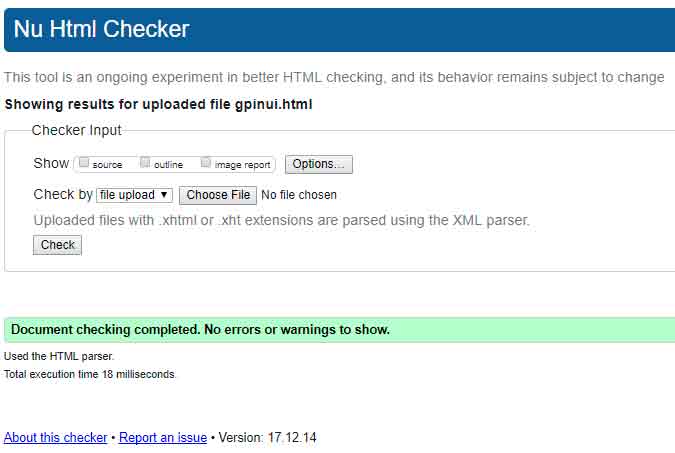 Nu Html Checker
This tool is an ongoing experiment in better HTML checking, and its behavior remains subject to change
Showing results for uploaded file gpinui.html
Checker Input
Show source outline image report Options...
Check by file upload ▼ Choose File No file chosen
Uploaded files with .xhtml or .xht extensions are parsed using the XML parser.
Check
Document checking completed. No errors or warnings to show.
Used the HTML parser.
Total execution time 18 milliseconds.
About this checker • Report an issue • Version: 17.12.14